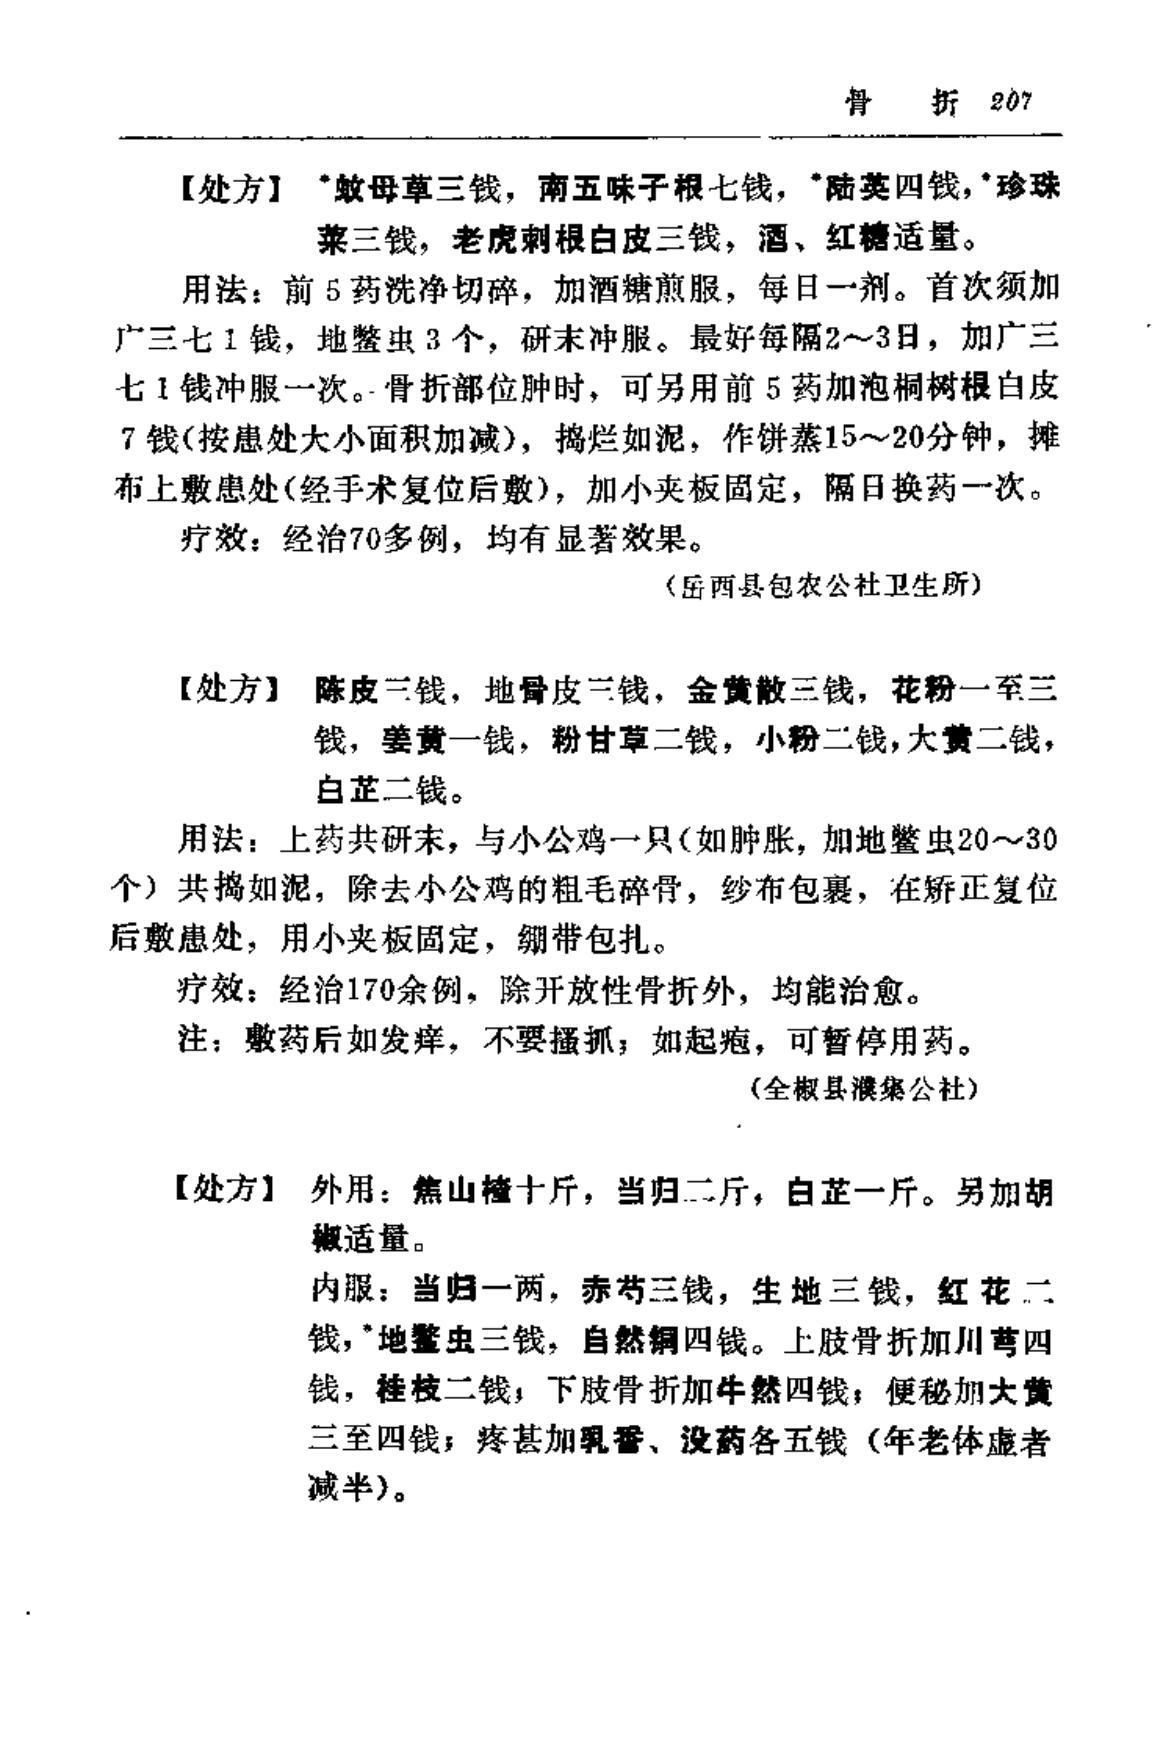 骨 折 207
【处方】 *蚊母草三钱，南五味子根七钱，*陆英四钱，*珍珠
菜三钱，老虎刺根白皮三钱，酒、红糖适量。
用法：前5药洗净切碎，加酒糖煎服，每日一剂。首次须加
广三七1钱，地鳖虫3个，研末冲服。最好每隔2～3日，加广三
七1钱冲服一次。骨折部位肿时，可另用前5药加泡桐树根白皮
7钱(按患处大小面积加减)，捣烂如泥，作饼蒸15～20分钟，摊
布上敷患处(经手术复位后敷)，加小夹板固定，隔日换药一次。
疗效：经治70多例，均有显著效果。
（岳西县包农公社卫生所）
【处方】 陈皮三钱，地骨皮三钱，金黄散三钱，花粉一至三
钱，姜黄一钱，粉甘草二钱，小粉二钱，大黄二钱，
白芷二钱。
用法：上药共研末，与小公鸡一只(如肿胀，加地鳖虫20～30
个）共捣如泥，除去小公鸡的粗毛碎骨，纱布包裹，在矫正复位
后敷患处，用小夹板固定，绷带包扎。
疗效：经治170余例，除开放性骨折外，均能治愈。
注：敷药后如发痒，不要搔抓；如起疱，可暂停用药。
（全椒县濮集公社）
【处方】 外用：焦山楂十斤，当归二斤，白芷一斤。另加胡
椒适量。
内服：当归一两，赤芍三钱，生地三钱，红花二
钱，*地鳖虫三钱，自然铜四钱。上肢骨折加川芎四
钱，桂枝二钱；下肢骨折加牛然四钱；便秘加大黄
三至四钱；疼甚加乳香、没药各五钱（年老体虚者
减半）。